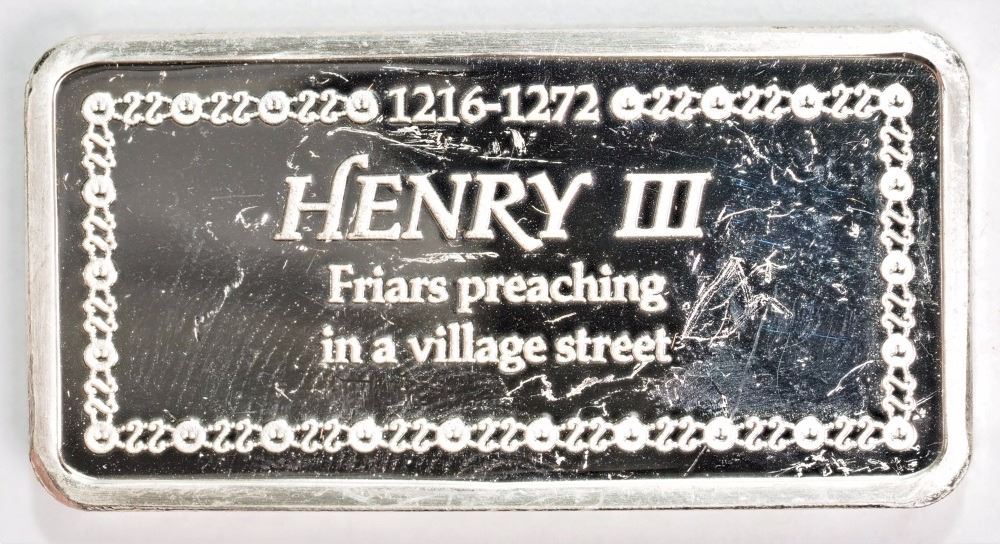 1216-1272
HENRY III
Friars preaching
in a village street